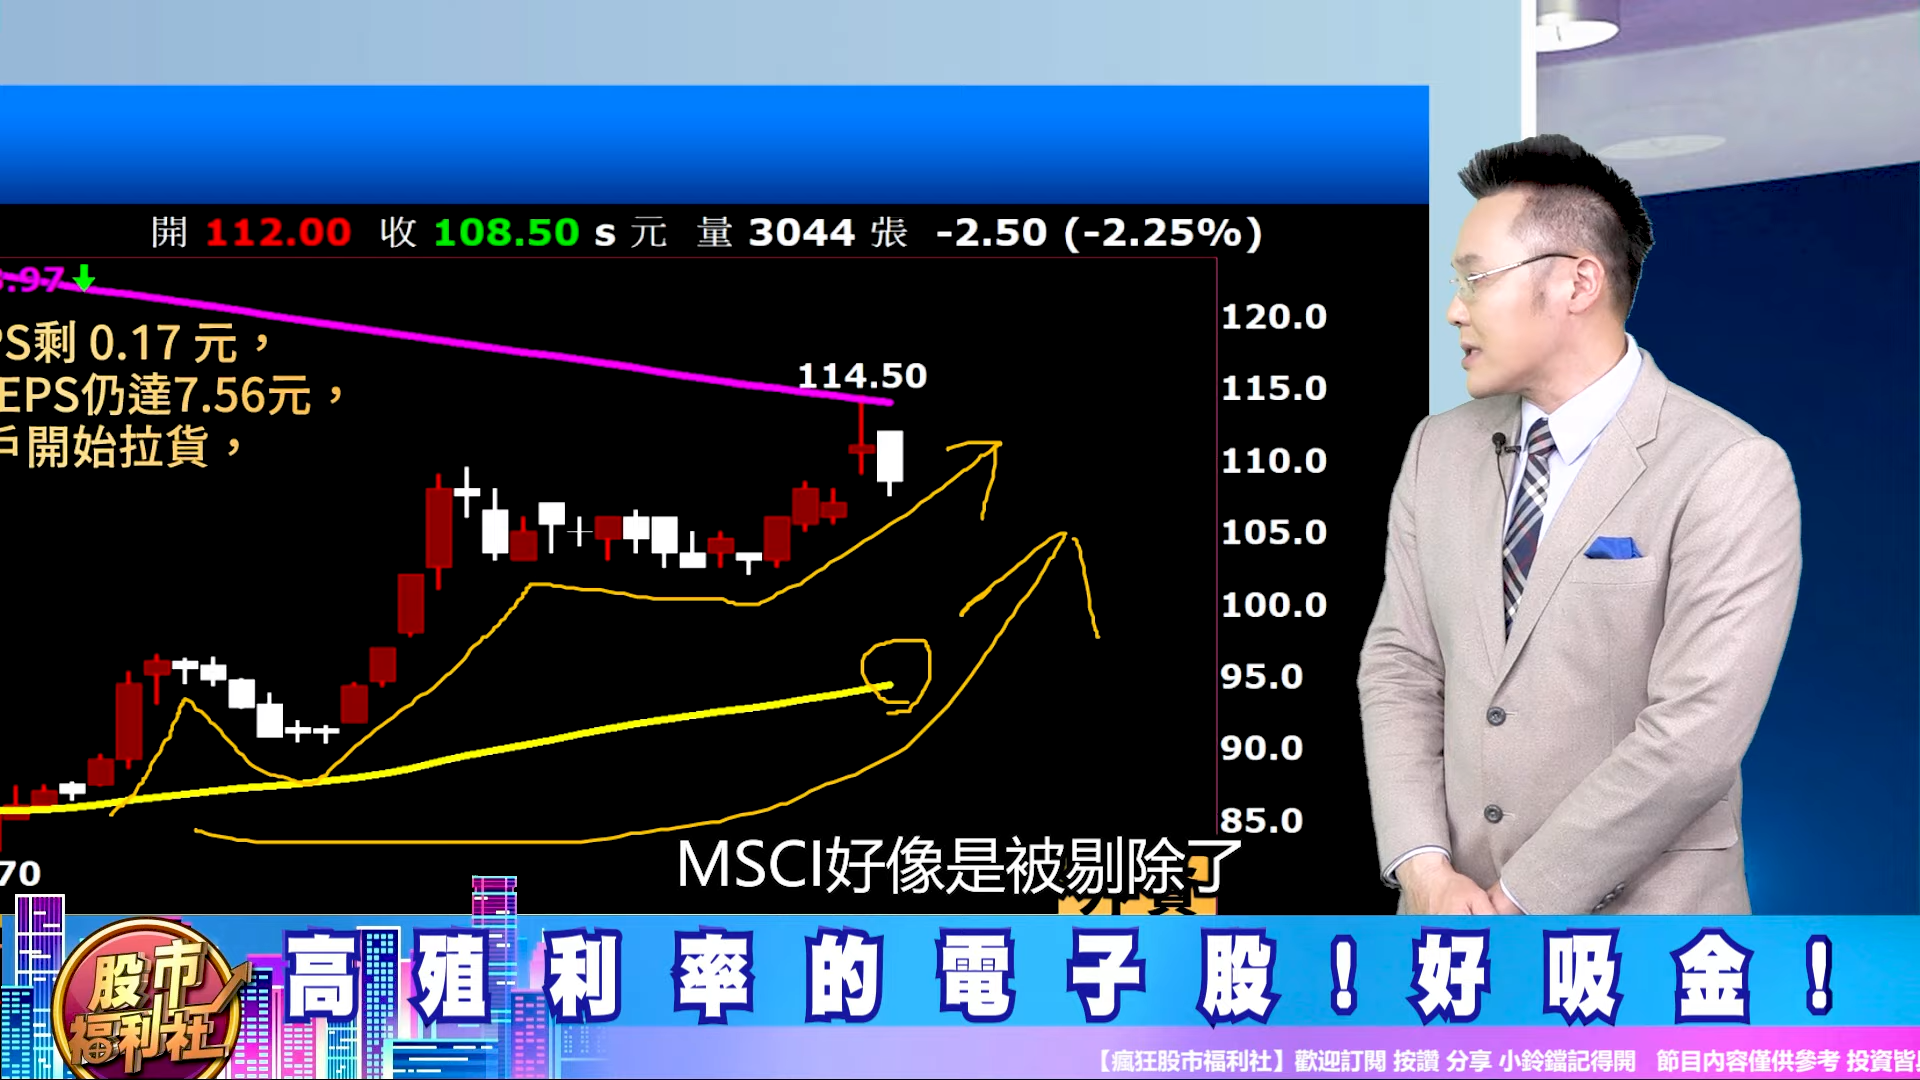 開 112.00 收 108.50 s 元 量 3044 張 -2.50 (-2.25%)
3.97
PS剩 0.17 元，
EPS仍達7.56元，
戶開始拉貨，
114.50
120.0
115.0
110.0
105.0
100.0
95.0
90.0
85.0
70
MSCI好像是被剔除了
股市
福利社
高殖利率的電子股！好吸金！
【瘋狂股市福利社】歡迎訂閱 按讚 分享 小鈴鐺記得開 節目內容僅供參考 投資皆